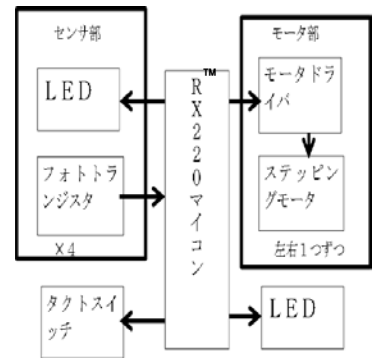 センサ部
LED
フォトトラ
ンジスタ
×4
RX220マイコン
™
モータ部
モータドラ
イバ
ステッピン
グモータ
左右1つずつ
タクトスイ
ッチ
LED